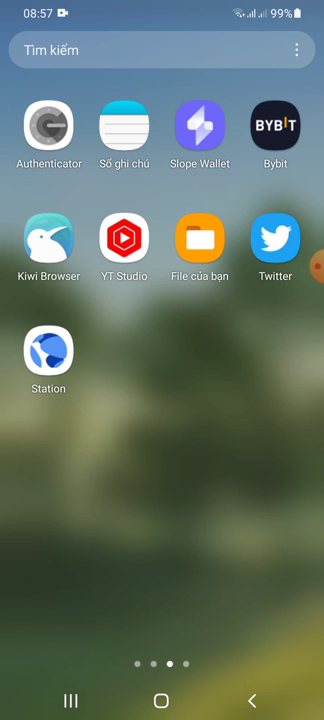 08:57 99%
Tìm kiếm
Authenticator Sổ ghi chú Slope Wallet Bybit
BYBIT
Kiwi Browser YT Studio File của bạn Twitter
Station